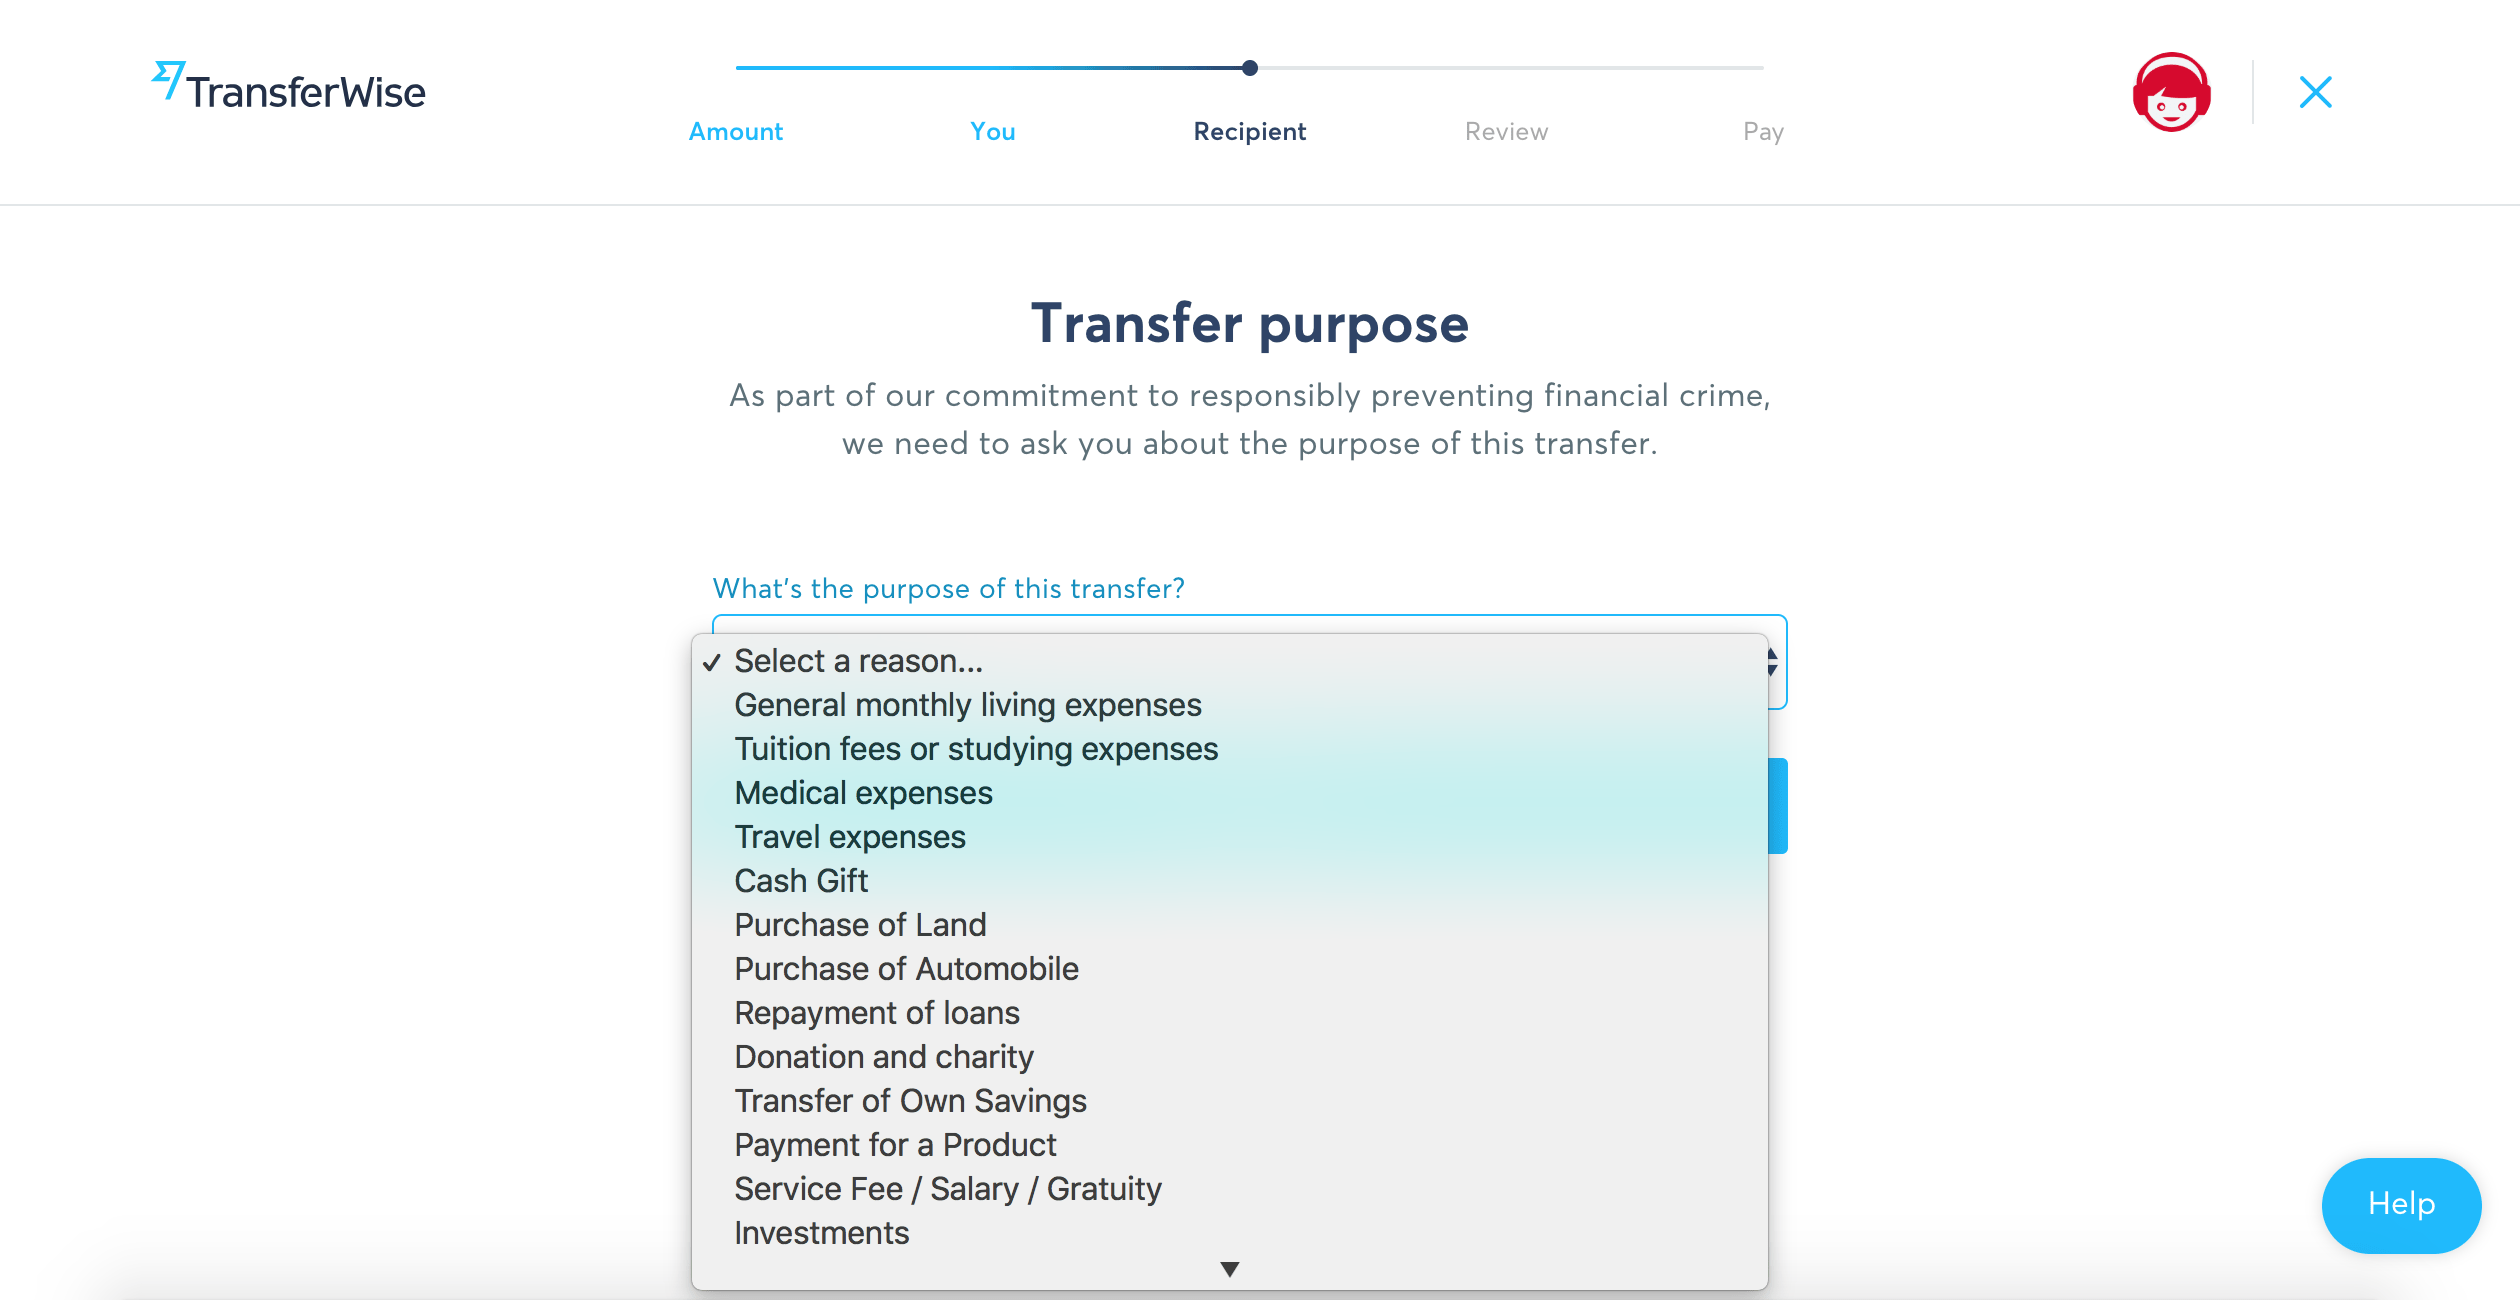 TransferWise
Amount
You
Recipient
Review
Pay
Transfer purpose
As part of our commitment to responsibly preventing financial crime,
we need to ask you about the purpose of this transfer.
What's the purpose of this transfer?
Select a reason...
General monthly living expenses
Tuition fees or studying expenses
Medical expenses
Travel expenses
Cash Gift
Purchase of Land
Purchase of Automobile
Repayment of loans
Donation and charity
Transfer of Own Savings
Payment for a Product
Service Fee / Salary / Gratuity
Investments
Help